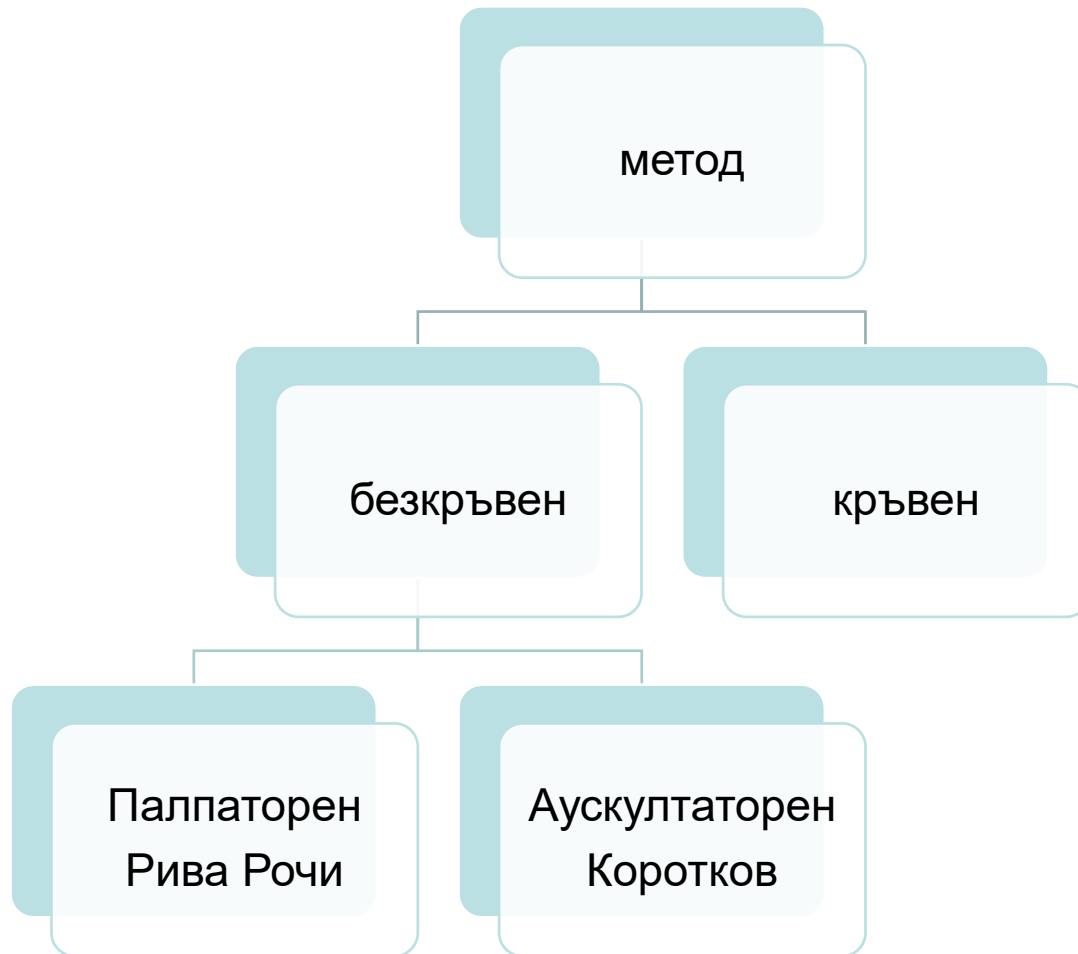 метод
безкръвен
кръвен
Палпаторен
Рива Рочи
Аускултаторен
Коротков